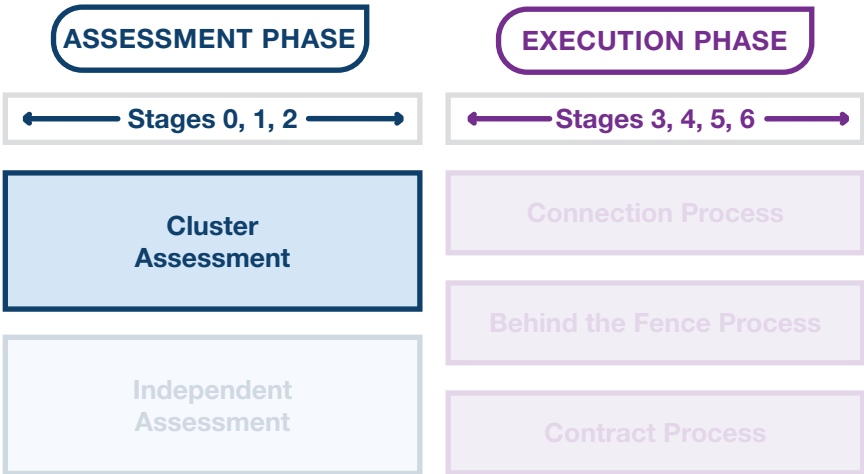 ASSESSMENT PHASE
Stages 0, 1, 2
Cluster
Assessment
Independent
Assessment
EXECUTION PHASE
Stages 3, 4, 5, 6
Connection Process
Behind the Fence Process
Contract Process